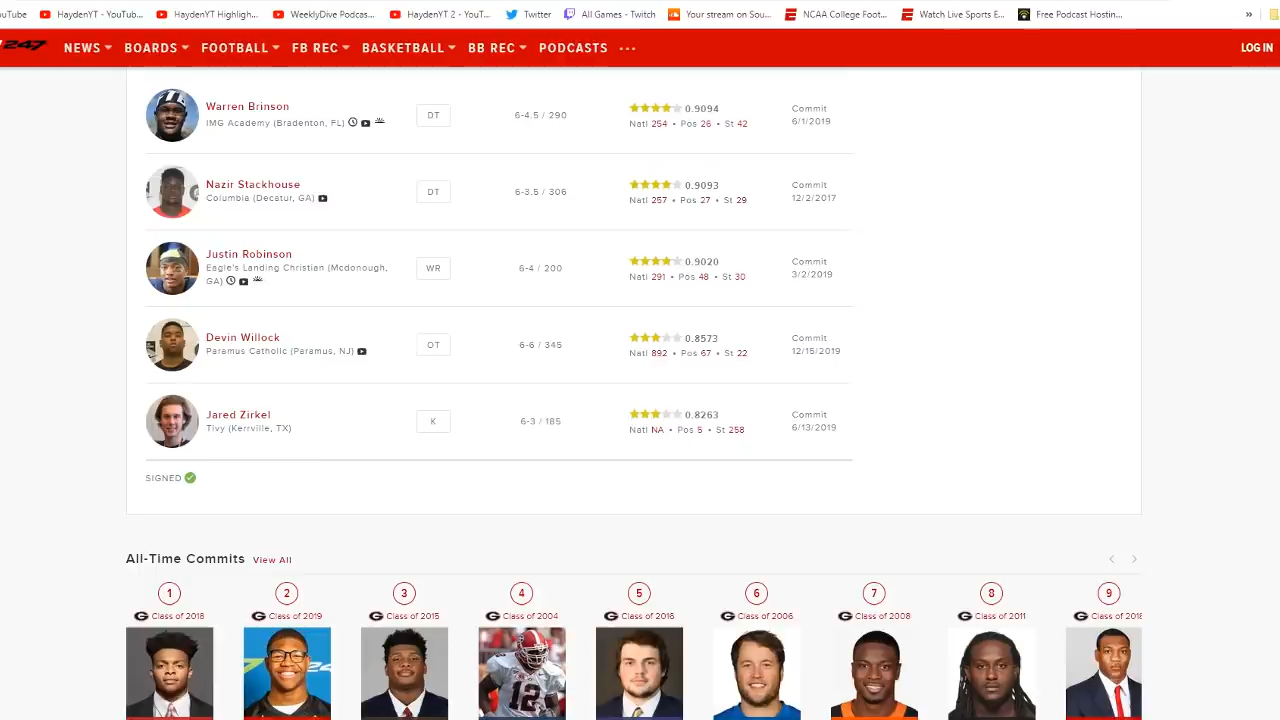 uTube HaydenYT - YouTub... HaydenYT Highligh... WeeklyDive Podcas... HaydenYT 2 - YouT... Twitter All Games - Twitch Your stream on Sou... NCAA College Foot... Watch Live Sports E... Free Podcast Hostin... »
247 NEWS BOARDS FOOTBALL FB REC BASKETBALL BB REC PODCASTS ••• LOG IN
Warren Brinson
IMG Academy (Bradenton, FL)
DT
6-4.5 / 290
0.9094
Natl 254 • Pos 26 • St 42
Commit
6/1/2019
Nazir Stackhouse
Columbia (Decatur, GA)
DT
6-3.5 / 306
0.9093
Natl 257 • Pos 27 • St 29
Commit
12/2/2017
Justin Robinson
Eagle's Landing Christian (Mcdonough,
GA)
WR
6-4 / 200
0.9020
Natl 291 • Pos 48 • St 30
Commit
3/2/2019
Devin Willock
Paramus Catholic (Paramus, NJ)
OT
6-6 / 345
0.8573
Natl 892 • Pos 67 • St 22
Commit
12/15/2019
Jared Zirkel
Tivy (Kerrville, TX)
K
6-3 / 185
0.8263
Natl NA • Pos 5 • St 258
Commit
6/13/2019
SIGNED
All-Time Commits View All
1 2 3 4 5 6 7 8 9
Class of 2018 Class of 2019 Class of 2015 Class of 2004 Class of 2016 Class of 2006 Class of 2008 Class of 2011 Class of 2016
12